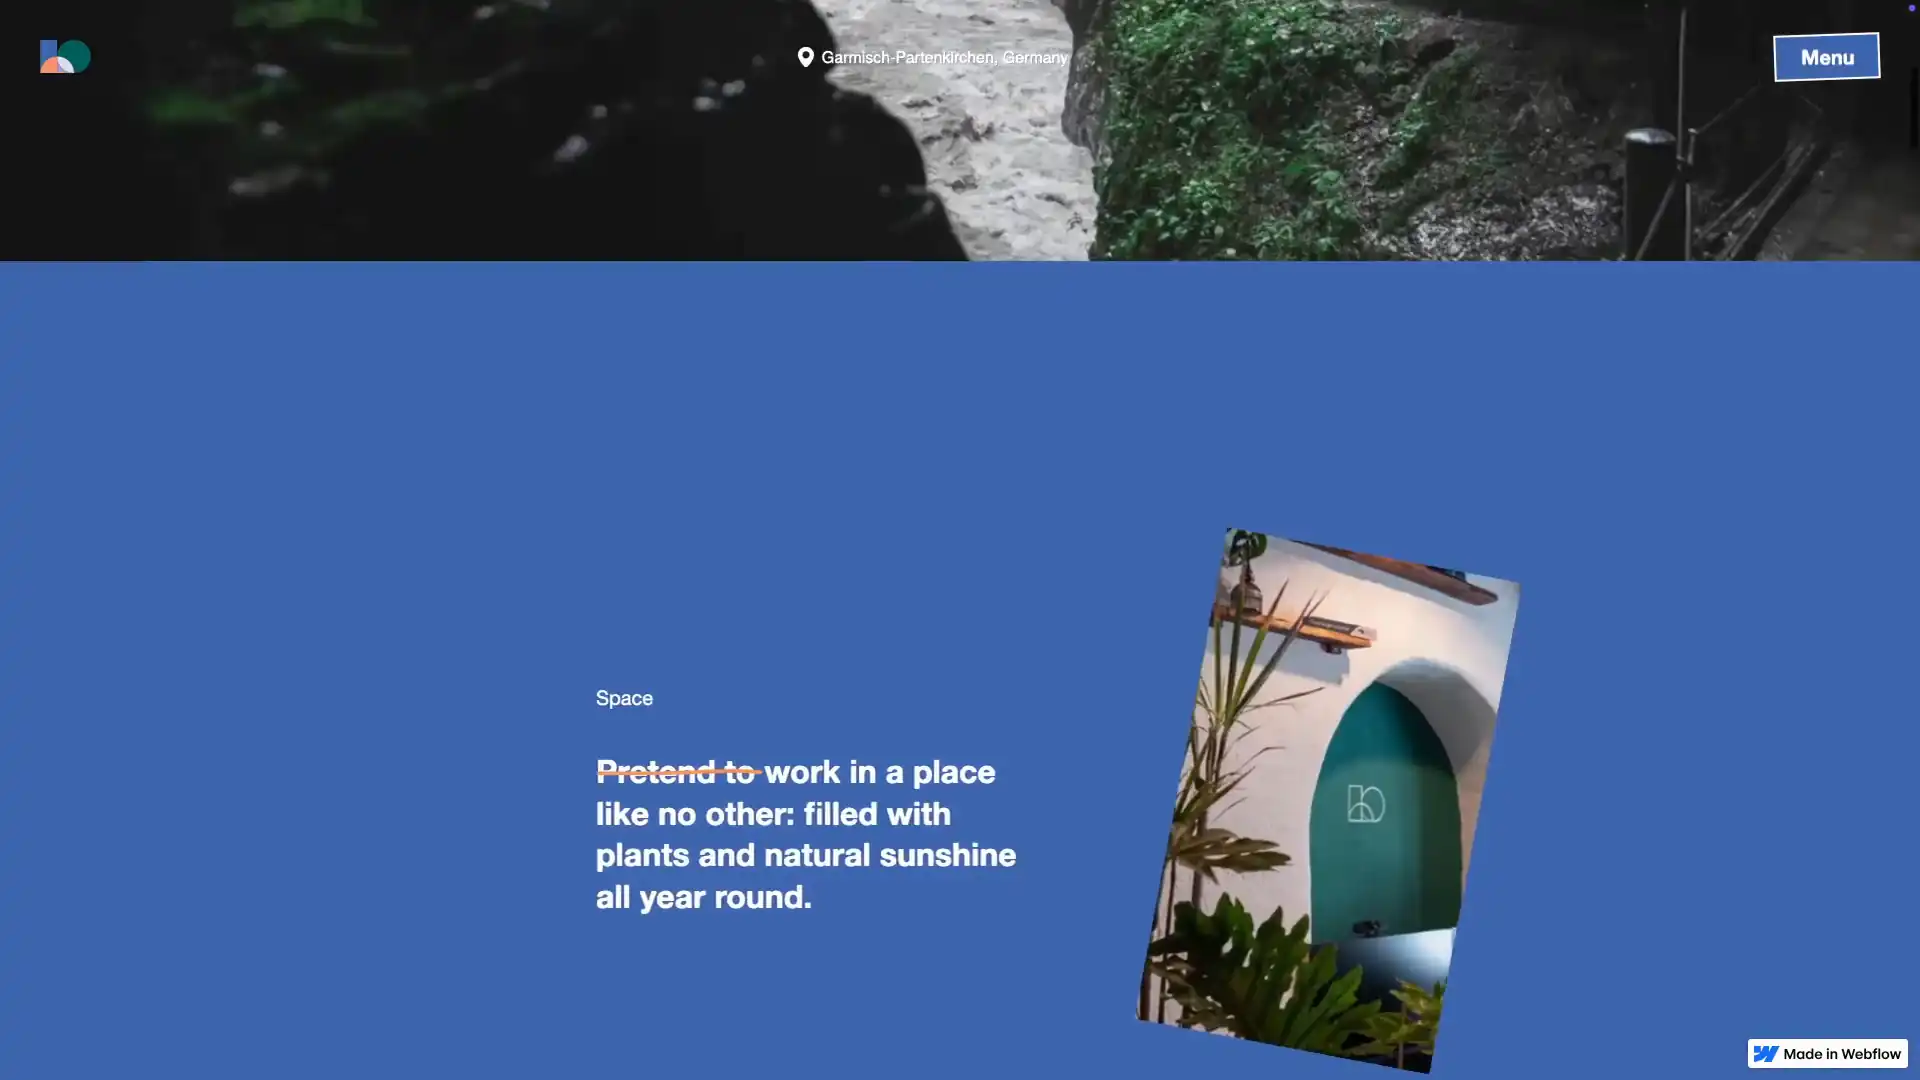 Garmisch-Partenkirchen, Germany
Menu
Space
Pretend to work in a place
like no other: filled with
plants and natural sunshine
all year round.
Made in Webflow